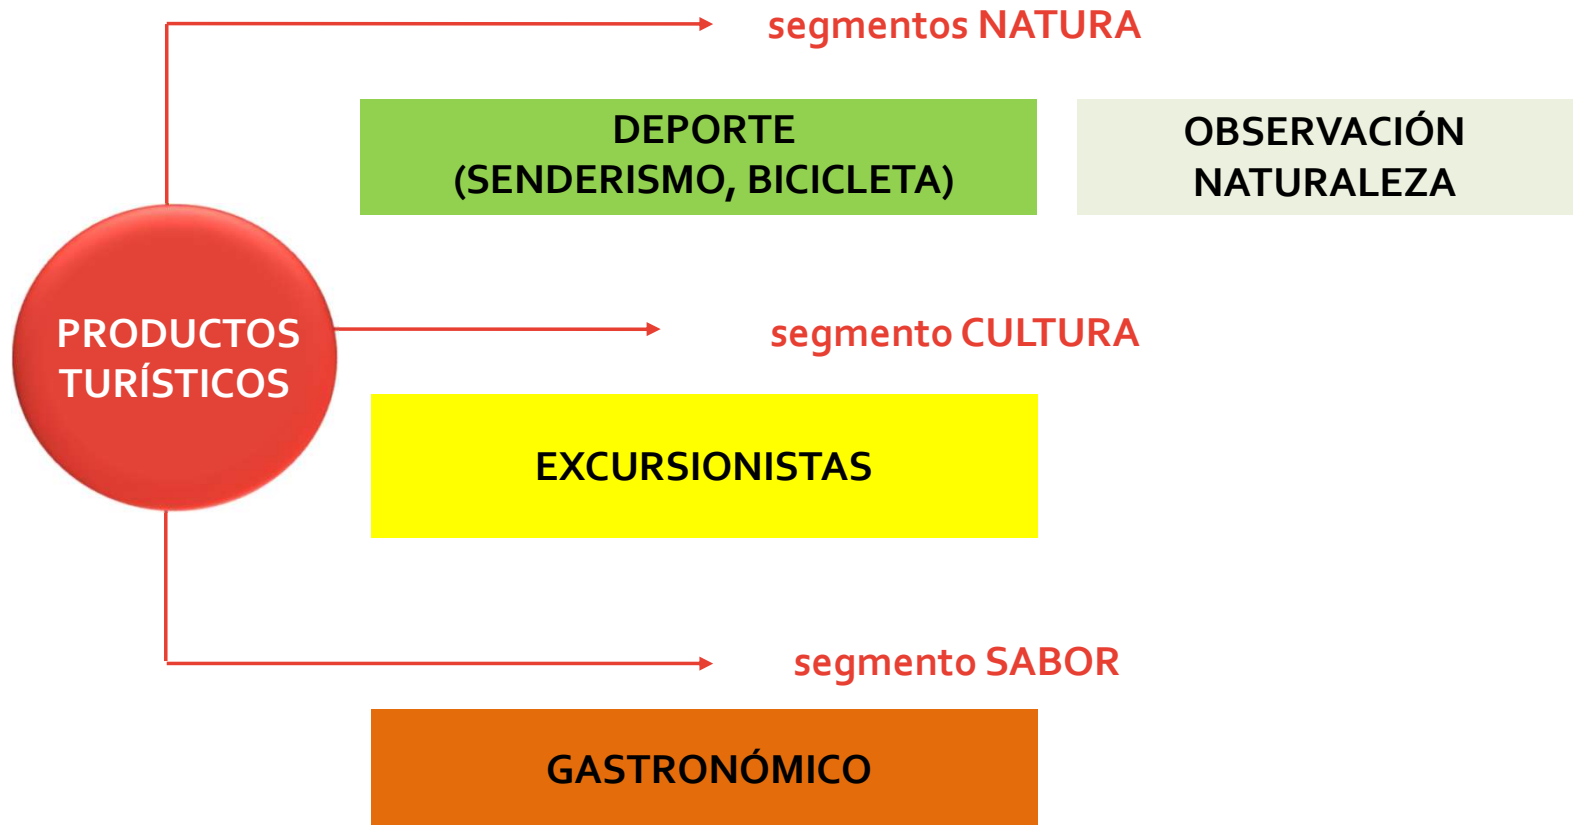 segmentos NATURA
DEPORTE
(SENDERISMO, BICICLETA)
OBSERVACIÓN
NATURALEZA
PRODUCTOS
TURÍSTICOS
segmento CULTURA
EXCURSIONISTAS
segmento SABOR
GASTRONÓMICO